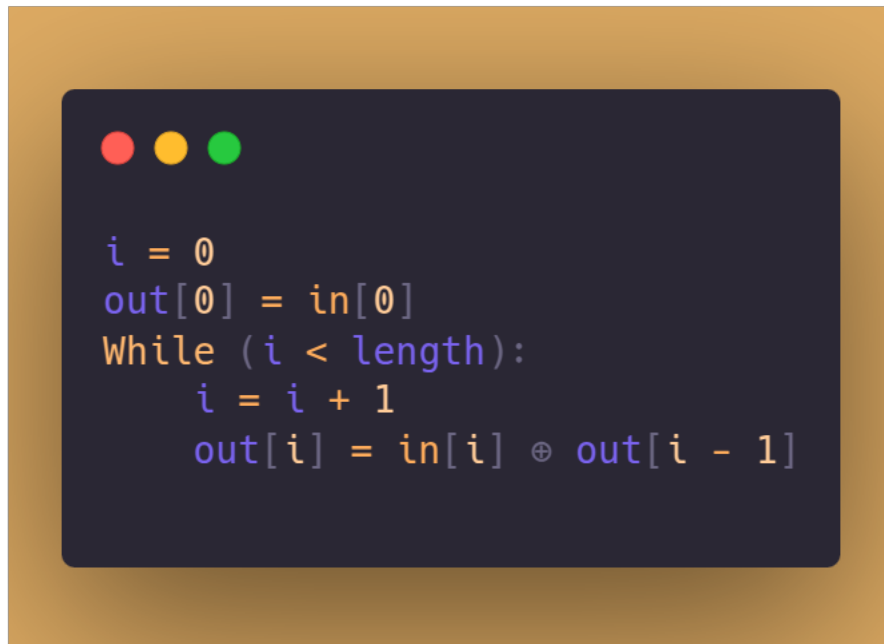 i = 0
out[0] = in[0]
While (i < length):
    i = i + 1
    out[i] = in[i] ⊕ out[i - 1]